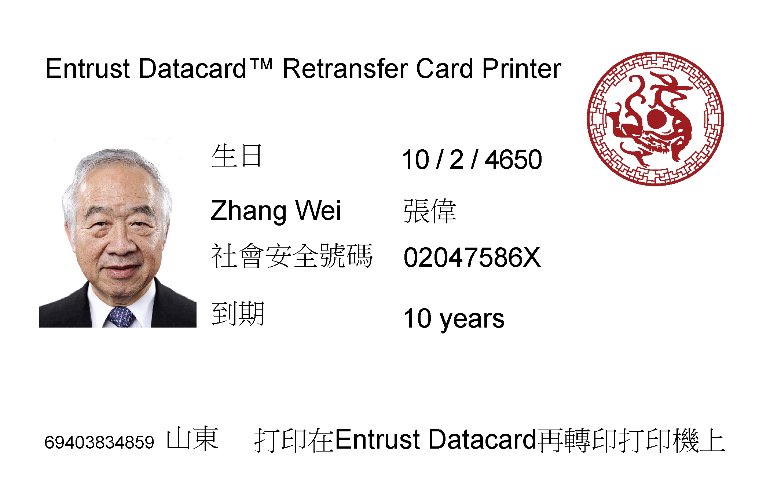 Entrust Datacard™ Retransfer Card Printer
生日 10 / 2 / 4650
Zhang Wei 張偉
社會安全號碼 02047586X
到期 10 years
69403834859 山東 打印在Entrust Datacard再轉印打印機上